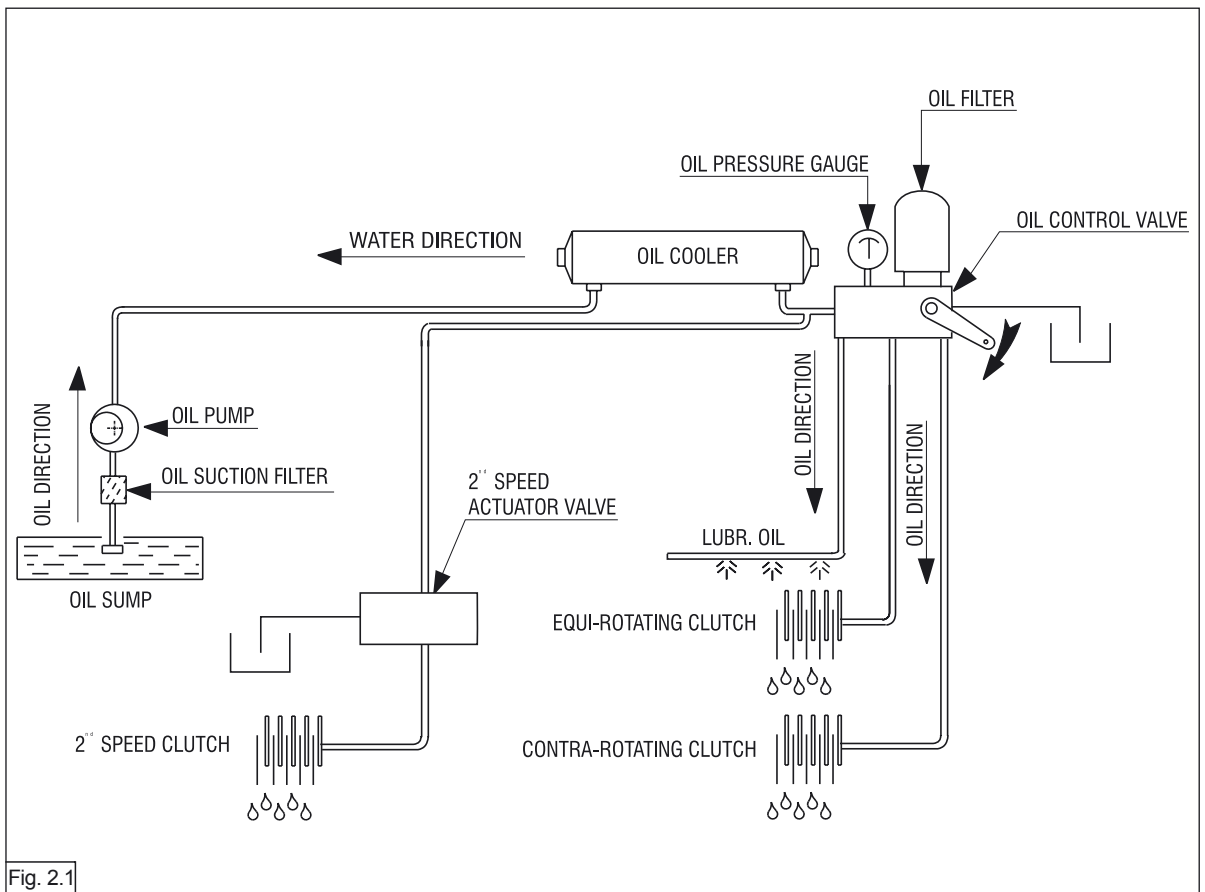 OIL FILTER
OIL PRESSURE GAUGE
OIL CONTROL VALVE
WATER DIRECTION
OIL COOLER
OIL DIRECTION
OIL PUMP
OIL SUCTION FILTER
OIL SUMP
2nd SPEED
ACTUATOR VALVE
OIL DIRECTION
OIL DIRECTION
LUBR. OIL
EQUI-ROTATING CLUTCH
2nd SPEED CLUTCH
CONTRA-ROTATING CLUTCH
Fig. 2.1